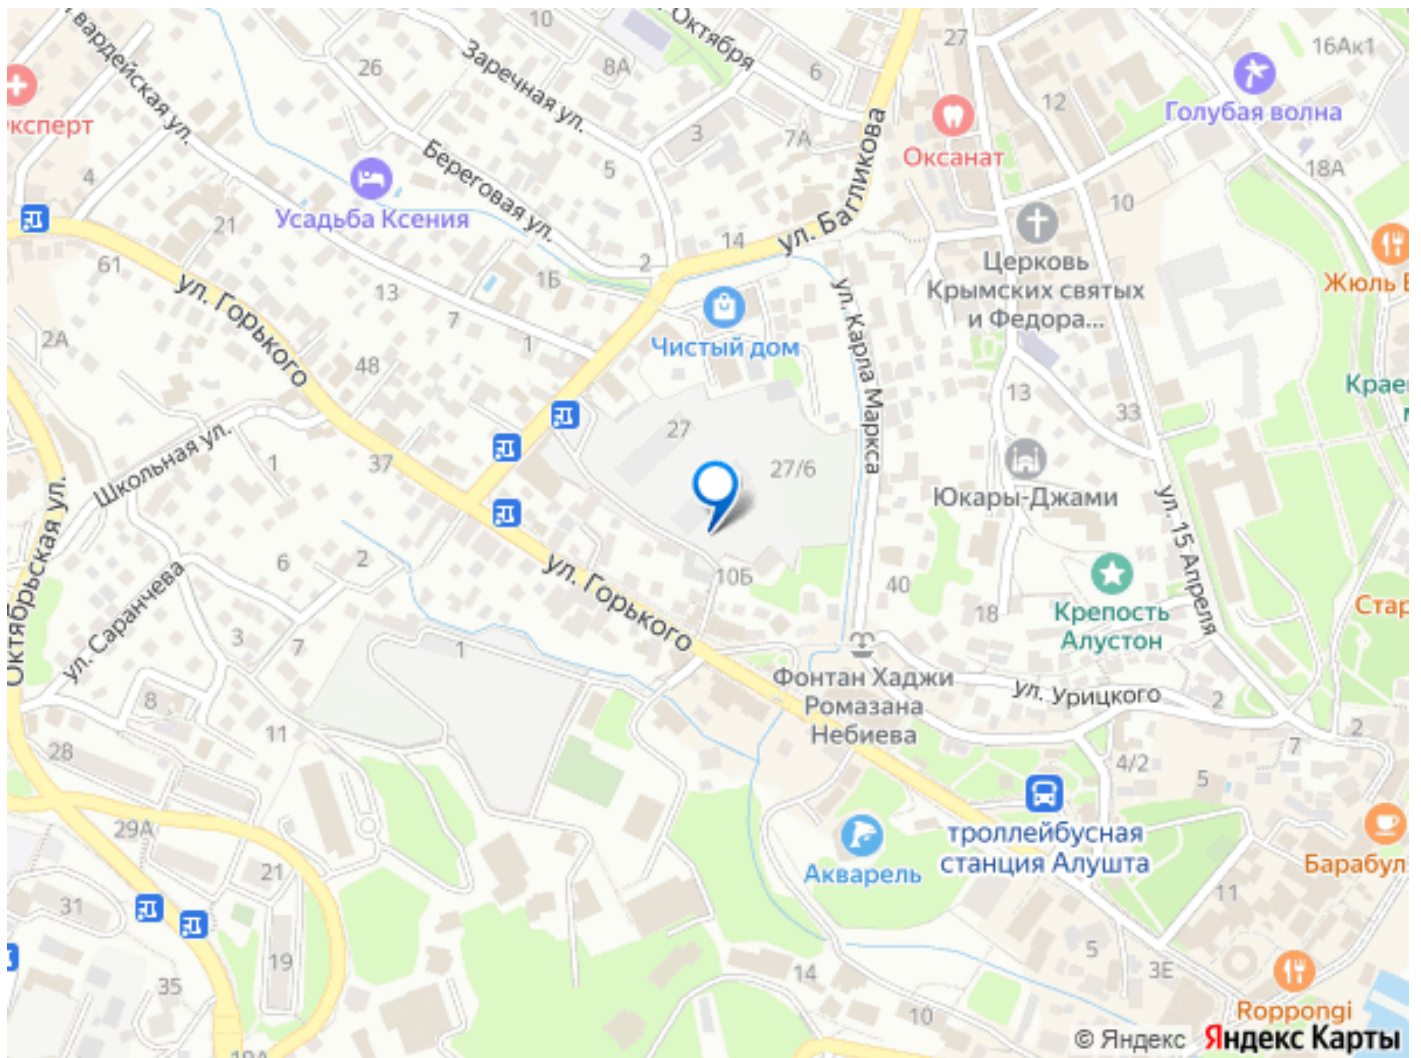 Гвардейская ул.
10
Заречная ул.
8А
Октября
6
27
16Ак1
26
12
Голубая волна
Эксперт
3
7А
Оксанат
4
Береговая ул.
5
18А
Усадьба Ксения
21
14
ул. Багликова
10
61
2
Церковь
Крымских святых
и Федора...
ул. Горького
13
1Б
Жюль В
7
Чистый дом
ул. Карла Маркса
2А
1
48
13
33
Крае
27
Школьная ул.
1
37
27/6
Юкары-Джами
Октябрьская ул.
ул. 15 Апреля
6
2
ул. Горького
10Б
40
18
Крепость
Алустон
Стар
ул. Саранчева
3
7
1
Фонтан Хаджи
Ромазана
Небиева
ул. Урицкого
2
8
11
2
28
7
4/2
5
троллейбусная
станция Алушта
29А
Акварель
Барабул
21
11
31
19
5
3Е
35
14
10
Roppongi
19А
© Яндекс Яндекс Карты